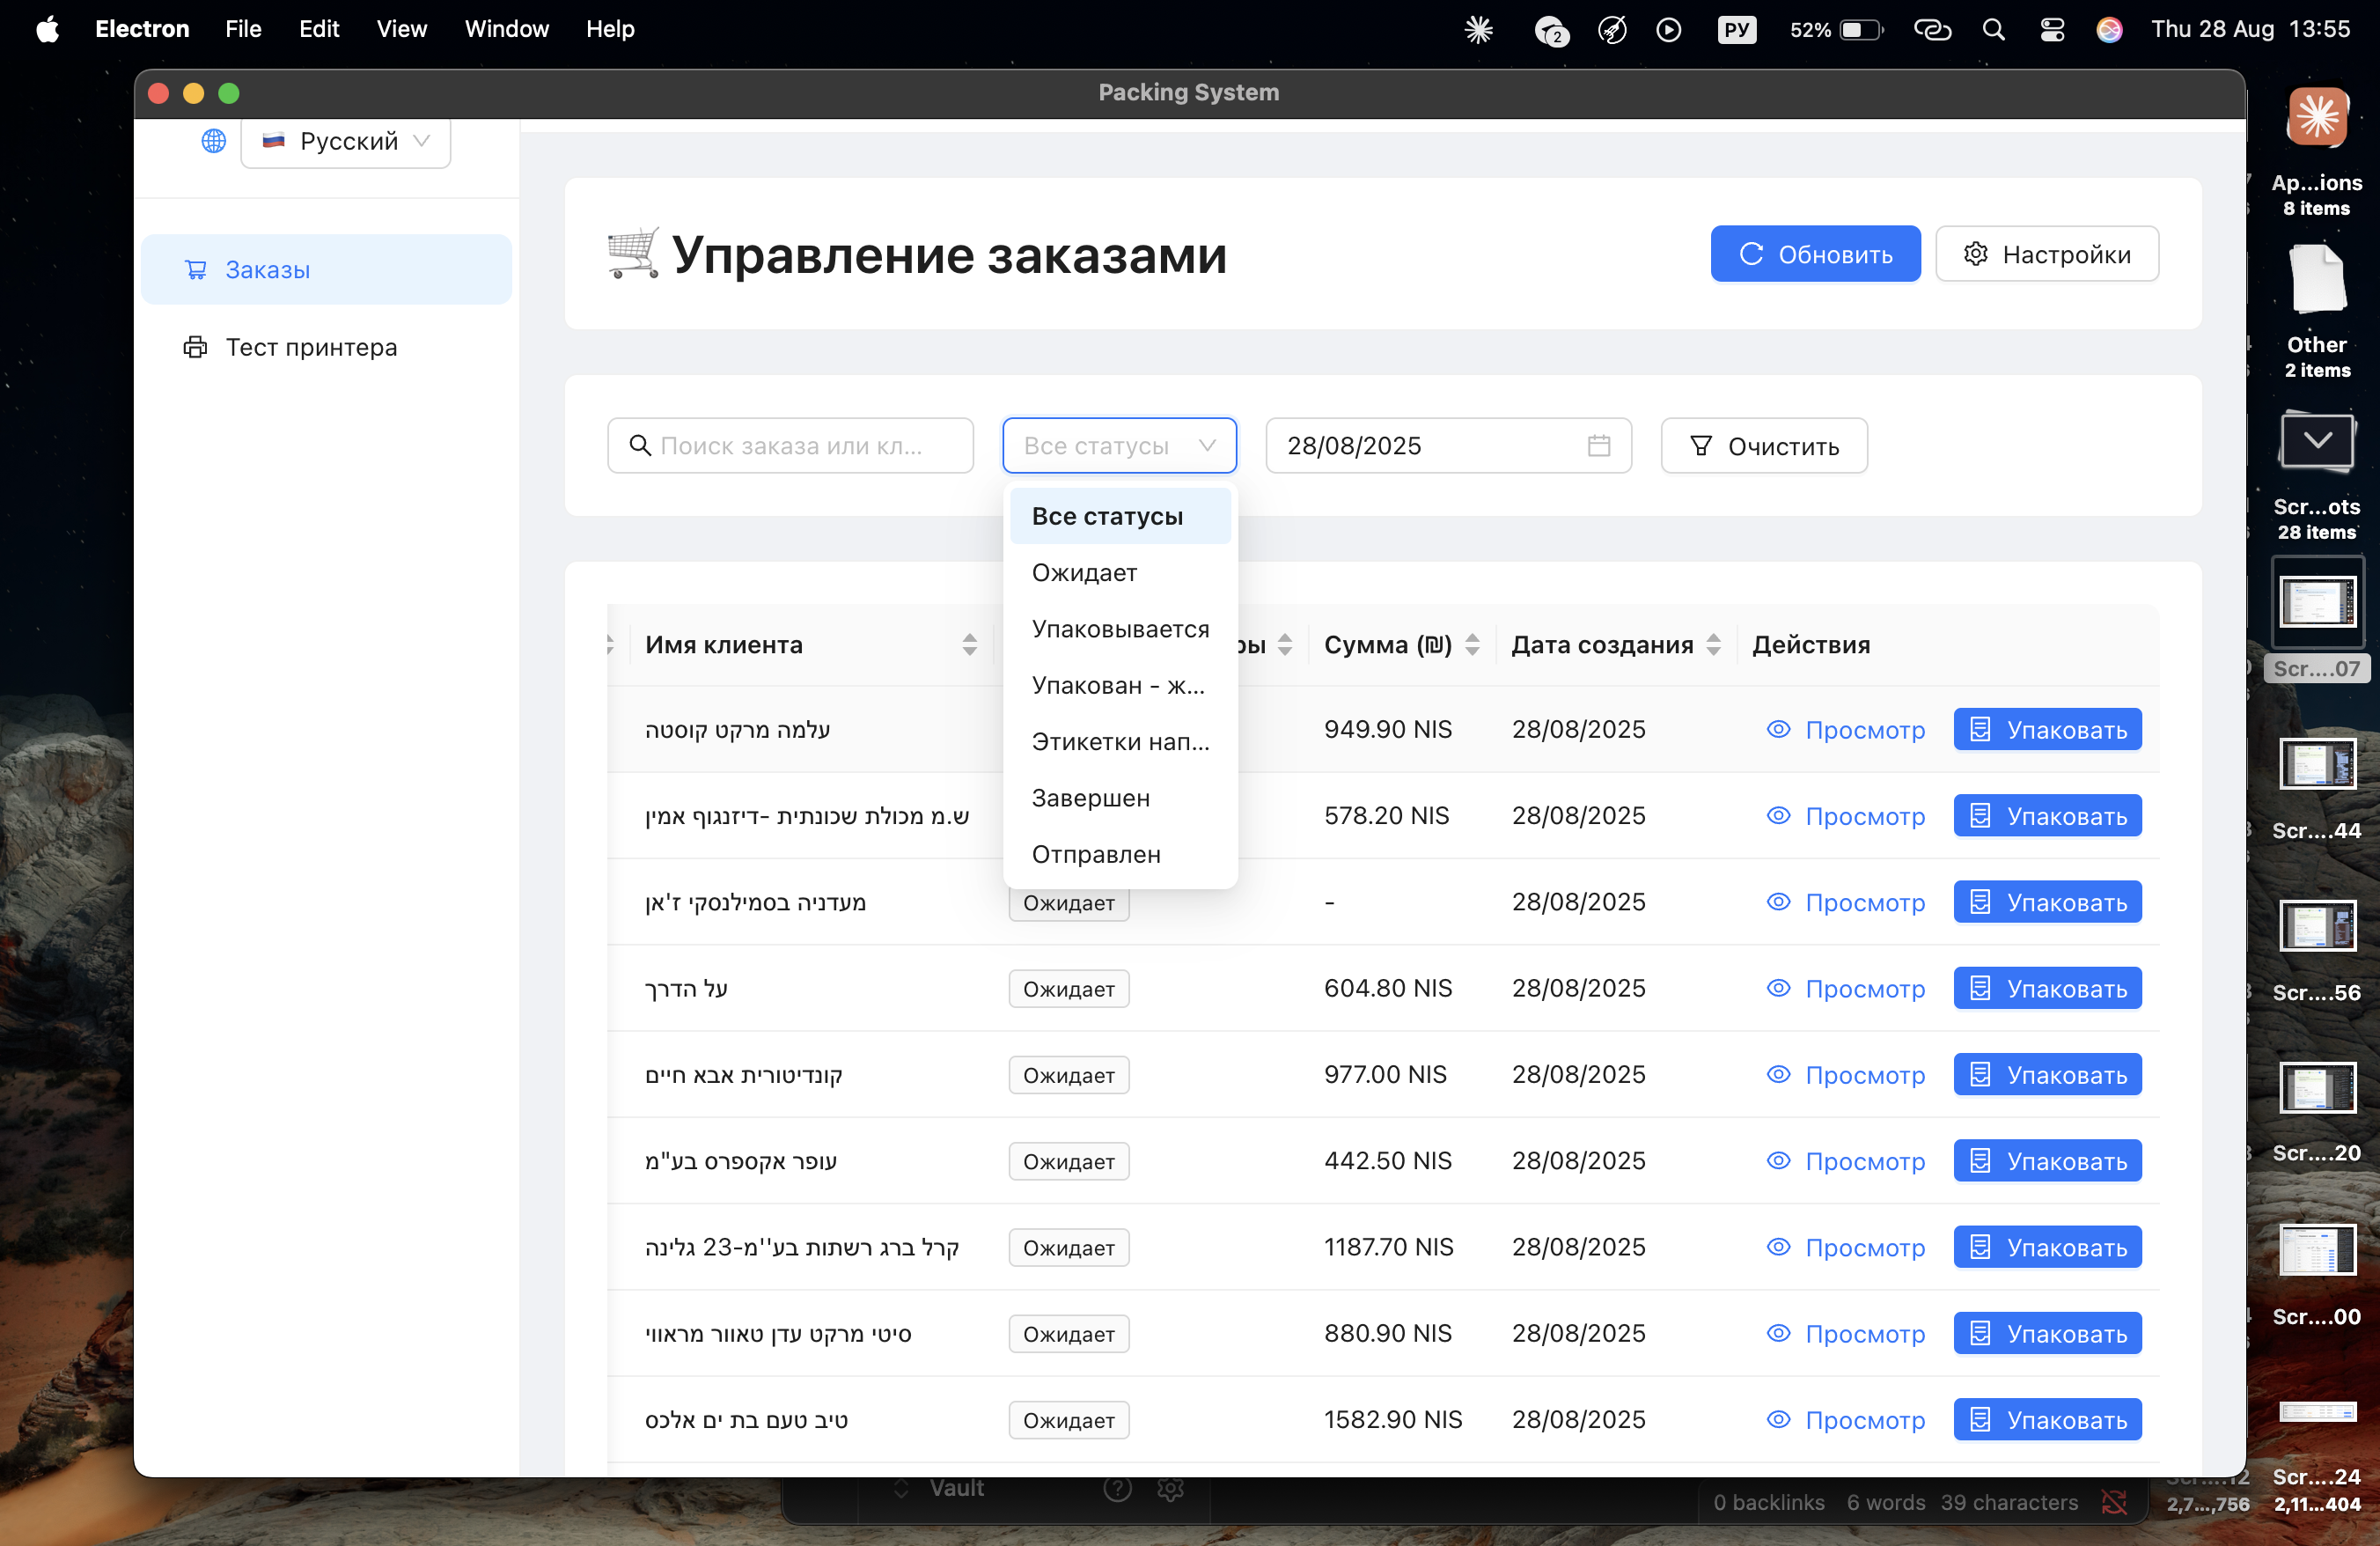 Electron File Edit View Window Help 2 РУ 52% Thu 28 Aug 13:55
Packing System
Русский
Заказы
Тест принтера
Управление заказами
Обновить
Настройки
Поиск заказа или кл...
Все статусы
28/08/2025
Очистить
Все статусы
Ожидает
Упаковывается
Упакован - ж...
Этикетки нап...
Завершен
Отправлен
Имя клиента ры Сумма (₪) Дата создания Действия
עלמה מרקט קוסטה 949.90 NIS 28/08/2025 Просмотр Упаковать
ש.מ מכולת שכונתית -דיזנגוף אמין 578.20 NIS 28/08/2025 Просмотр Упаковать
מעדניה בסמילנסקי ז'אן Ожидает - 28/08/2025 Просмотр Упаковать
על הדרך Ожидает 604.80 NIS 28/08/2025 Просмотр Упаковать
קונדיטורית אבא חיים Ожидает 977.00 NIS 28/08/2025 Просмотр Упаковать
עופר אקספרס בע"מ Ожидает 442.50 NIS 28/08/2025 Просмотр Упаковать
קרל ברג רשתות בע''מ-23 גלינה Ожидает 1187.70 NIS 28/08/2025 Просмотр Упаковать
סיטי מרקט עדן טאוור מראווי Ожидает 880.90 NIS 28/08/2025 Просмотр Упаковать
טיב טעם בת ים אלכס Ожидает 1582.90 NIS 28/08/2025 Просмотр Упаковать
Ap...ions
8 items
Other
2 items
Scr...ots
28 items
Scr....07
Scr....44
Scr....56
Scr....20
Scr....00
Scr....24
2,11...404
2,7...,756
Vault
0 backlinks 6 words 39 characters